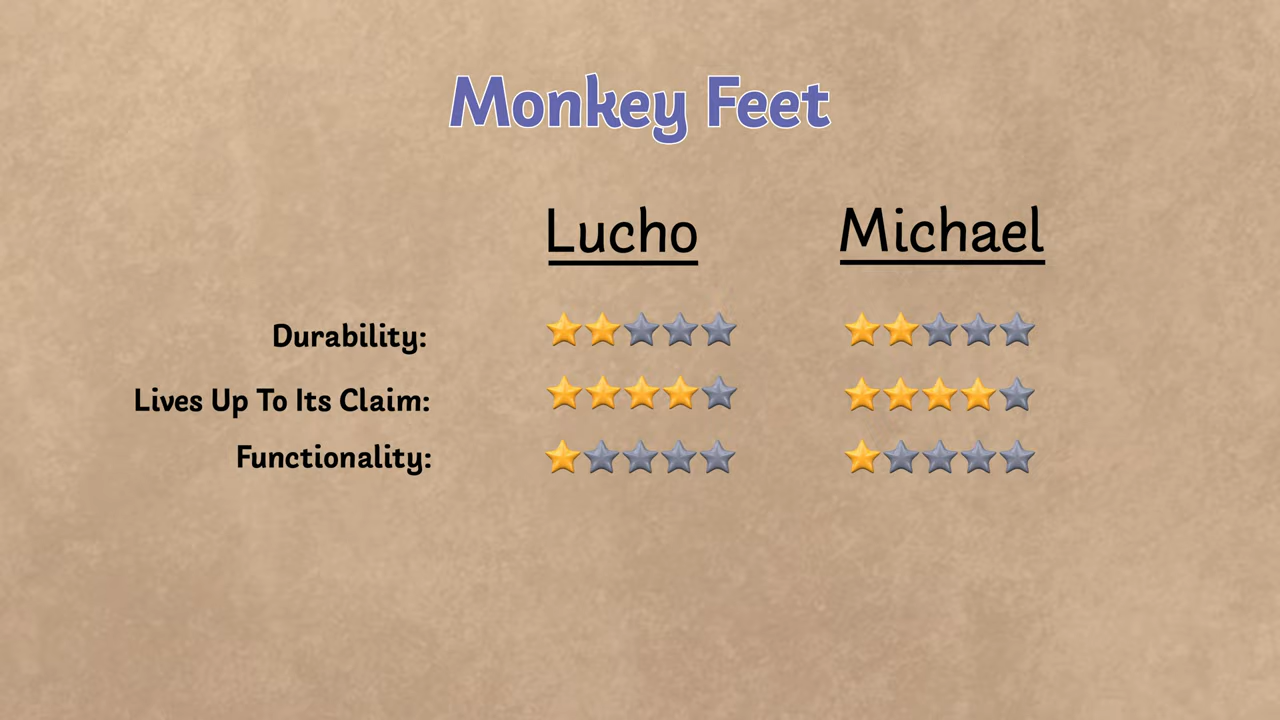 Monkey Feet
Lucho Michael
Durability:
Lives Up To Its Claim:
Functionality: